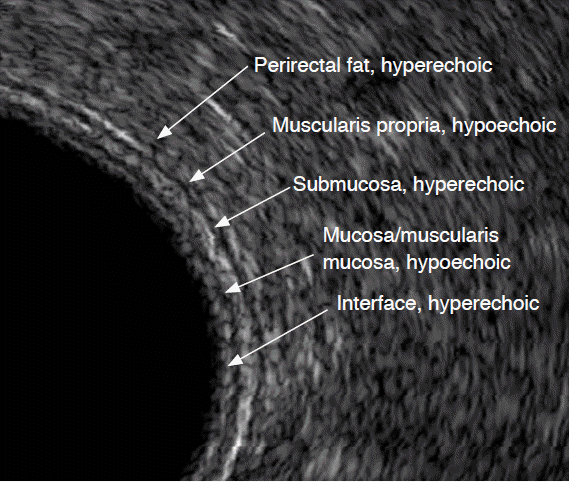 Perirectal fat, hyperechoic
Muscularis propria, hypoechoic
Submucosa, hyperechoic
Mucosa/muscularis
mucosa, hypoechoic
Interface, hyperechoic